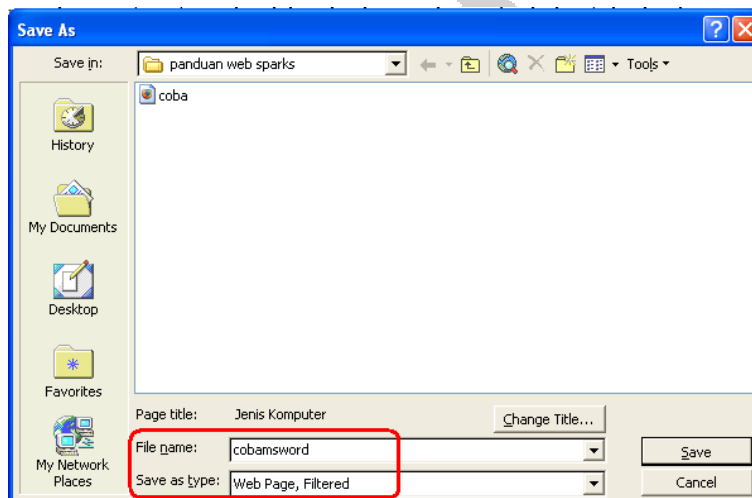 Save As
Save in: panduan web sparks Tools
coba
History
My Documents
Desktop
Favorites
My Network
Places
Page title: Jenis Komputer Change Title...
File name: cobamsword Save
Save as type: Web Page, Filtered Cancel